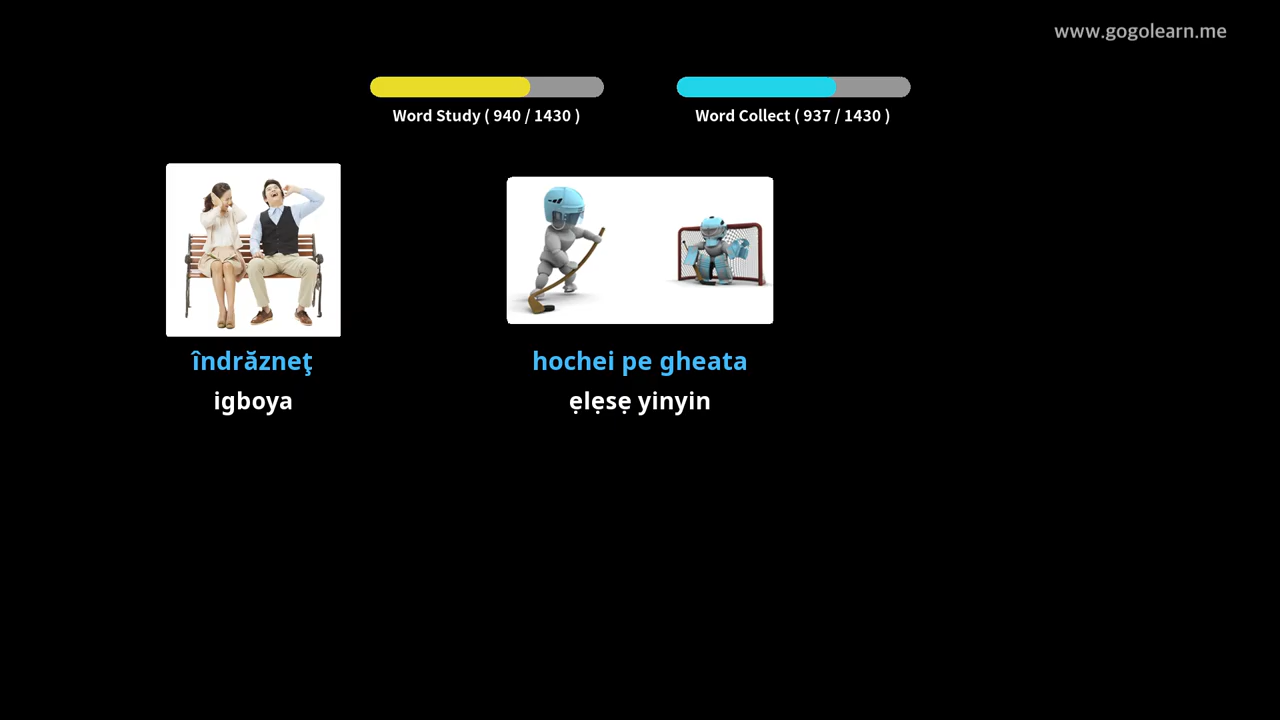 www.gogolearn.me
Word Study ( 940 / 1430 )
Word Collect ( 937 / 1430 )
îndrăzneţ
igboya
hochei pe gheata
ẹlẹsẹ yinyin